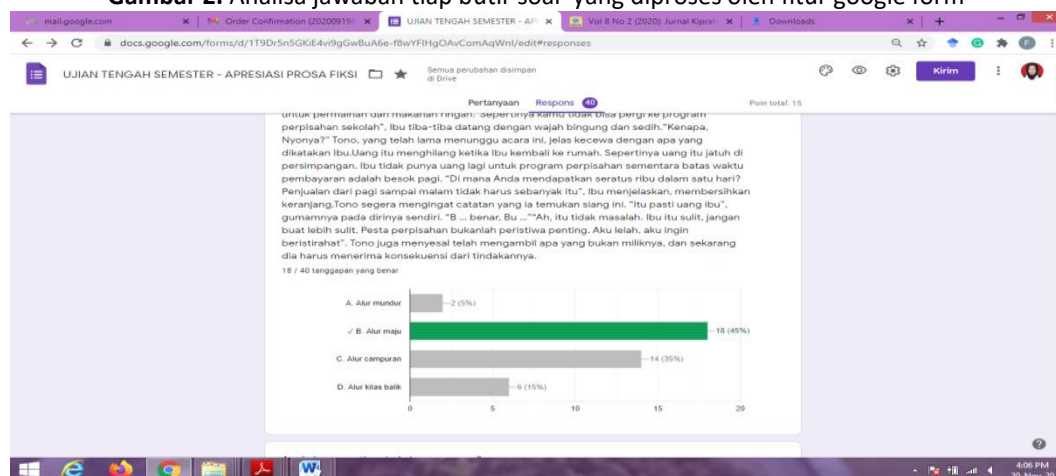 Gambar 2. Analisa jawaban tiap butir soal yang diproses oleh fitur google form
mail.google.com
Order Confirmation (20200919
UJIAN TENGAH SEMESTER - AP
Vol 8 No 2 (2020): Jurnal Kiprah
Downloads
docs.google.com/forms/d/1T9Dr5n5GKiE4vi9gGwBuA6e-f8wYFlHgOAvComAqWnI/edit#responses
UJIAN TENGAH SEMESTER - APRESIASI PROSA FIKSI
Semua perubahan disimpan
di Drive
Kirim
Pertanyaan Respons 40 Poin total: 15
untuk permainan dan makanan ringan. Sepertinya kamu tidak bisa pergi ke program
perpisahan sekolah", Ibu tiba-tiba datang dengan wajah bingung dan sedih."Kenapa,
Nyonya?" Tono, yang telah lama menunggu acara ini, jelas kecewa dengan apa yang
dikatakan Ibu.Uang itu menghilang ketika Ibu kembali ke rumah. Sepertinya uang itu jatuh di
persimpangan. Ibu tidak punya uang lagi untuk program perpisahan sementara batas waktu
pembayaran adalah besok pagi. "Di mana Anda mendapatkan seratus ribu dalam satu hari?
Penjualan dari pagi sampai malam tidak harus sebanyak itu", Ibu menjelaskan, membersihkan
keranjang.Tono segera mengingat catatan yang ia temukan siang ini. "Itu pasti uang ibu",
gumamnya pada dirinya sendiri. "B ... benar, Bu ...""Ah, itu tidak masalah. Ibu itu sulit, jangan
buat lebih sulit. Pesta perpisahan bukanlah peristiwa penting. Aku lelah, aku ingin
beristirahat". Tono juga menyesal telah mengambil apa yang bukan miliknya, dan sekarang
dia harus menerima konsekuensi dari tindakannya.
18 / 40 tanggapan yang benar
A. Alur mundur 2 (5%)
✓ B. Alur maju 18 (45%)
C. Alur campuran 14 (35%)
D. Alur kilas balik 6 (15%)
0 5 10 15 20
4:06 PM
20-Nov-20